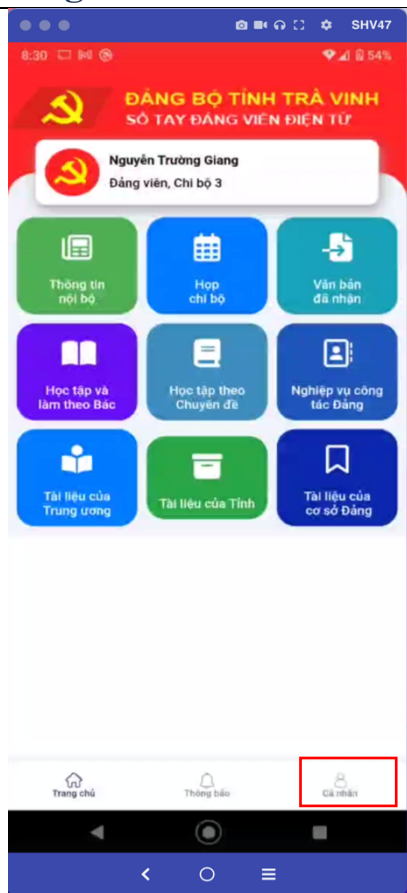 SHV47
8:30
54%
ĐẢNG BỘ TỈNH TRÀ VINH
SỔ TAY ĐẢNG VIÊN ĐIỆN TỬ
Nguyễn Trường Giang
Đảng viên, Chi bộ 3
Thông tin
nội bộ
Họp
chi bộ
Văn bản
đã nhận
Học tập và
làm theo Bác
Học tập theo
Chuyên đề
Nghiệp vụ công
tác Đảng
Tài liệu của
Trung ương
Tài liệu của Tỉnh
Tài liệu của
cơ sở Đảng
Trang chủ
Thông báo
Cá nhân